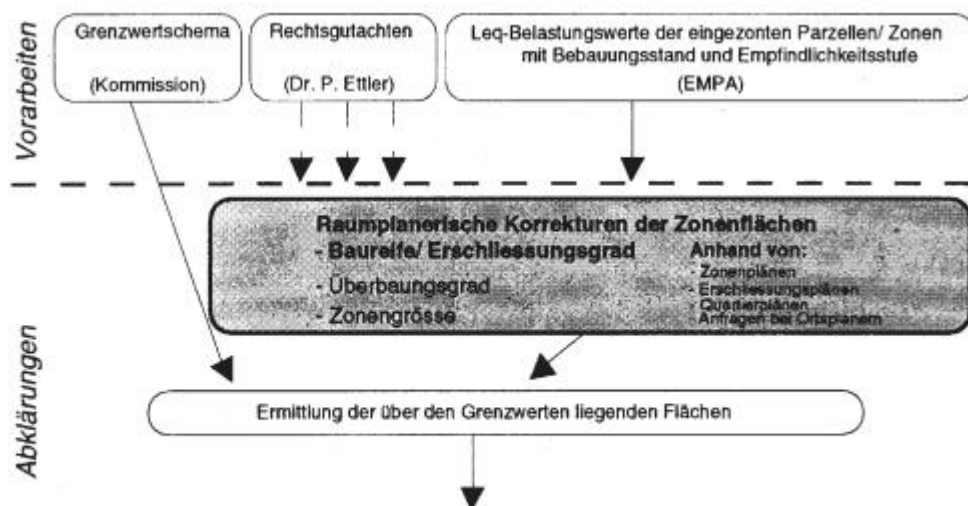 Vorarbeiten
Grenzwertschema
(Kommission)
Rechtsgutachten
(Dr. P. Ettler)
Leq-Belastungswerte der eingezonten Parzellen/ Zonen
mit Bebauungsstand und Empfindlichkeitsstufe
(EMPA)
Abklärungen
Raumplanerische Korrekturen der Zonenflächen
- Baureife/ Erschliessungsgrad
- Überbaungsgrad
- Zonengrösse
Anhand von:
- Zonenplänen
- Erschliessungsplänen
- Quartierplänen
- Anfragen bei Ortsplanern
Ermittlung der über den Grenzwerten liegenden Flächen